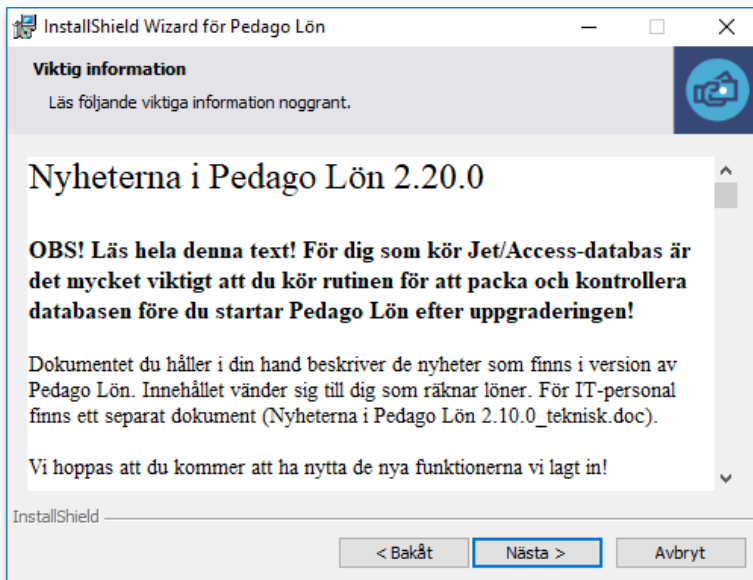 InstallShield Wizard för Pedago Lön
Viktig information
Läs följande viktiga information noggrant.
Nyheterna i Pedago Lön 2.20.0
OBS! Läs hela denna text! För dig som kör Jet/Access-databas är
det mycket viktigt att du kör rutinen för att packa och kontrollera
databasen före du startar Pedago Lön efter uppgraderingen!
Dokumentet du håller i din hand beskriver de nyheter som finns i version av
Pedago Lön. Innehållet vänder sig till dig som räknar löner. För IT-personal
finns ett separat dokument (Nyheterna i Pedago Lön 2.10.0_teknisk.doc).
Vi hoppas att du kommer att ha nytta de nya funktionerna vi lagt in!
InstallShield
< Bakåt Nästa > Avbryt